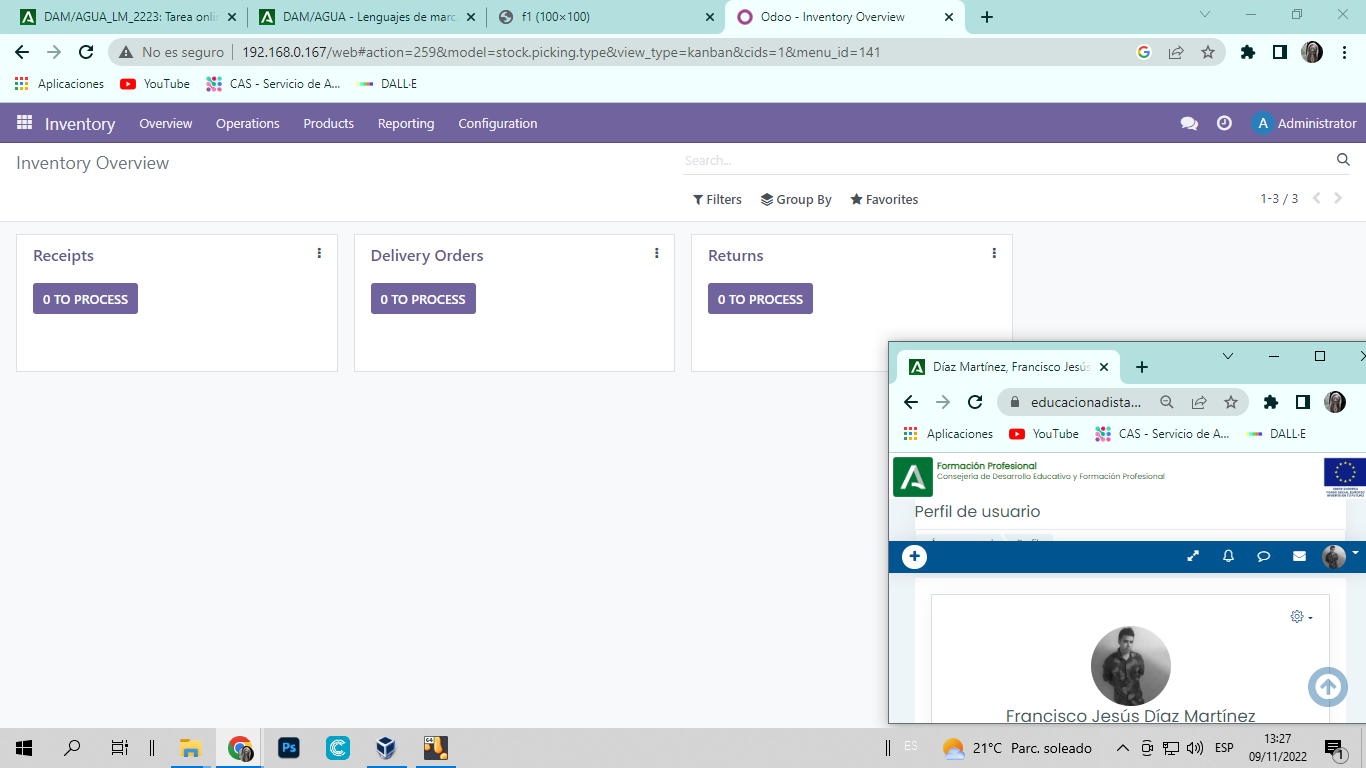 DAM/AGUA_LM_2223: Tarea onlin
DAM/AGUA - Lenguajes de marc
f1 (100×100)
Odoo - Inventory Overview
No es seguro
192.168.0.167/web#action=259&model=stock.picking.type&view_type=kanban&cids=1&menu_id=141
Aplicaciones
YouTube
CAS - Servicio de A...
DALL·E
Inventory
Overview
Operations
Products
Reporting
Configuration
A Administrator
Inventory Overview
Search...
Filters
Group By
Favorites
1-3 / 3
Receipts
Delivery Orders
Returns
0 TO PROCESS
0 TO PROCESS
0 TO PROCESS
Díaz Martínez, Francisco Jesús
educacionadista...
Aplicaciones
YouTube
CAS - Servicio de A...
DALL·E
Formación Profesional
Consejería de Desarrollo Educativo y Formación Profesional
Perfil de usuario
Francisco Jesús Díaz Martínez
Ps
ES
21°C Parc. soleado
ESP
13:27
09/11/2022
1